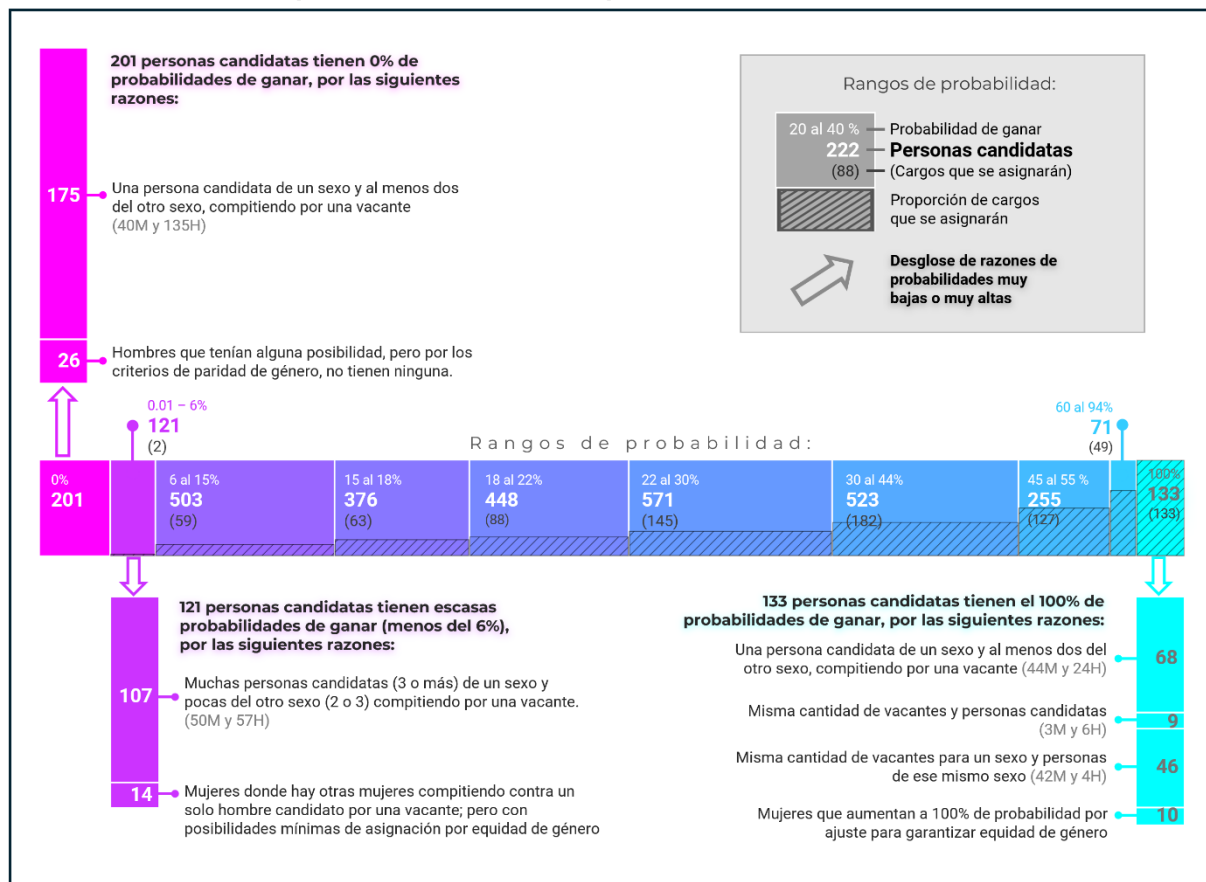 201 personas candidatas tienen 0% de
probabilidades de ganar, por las siguientes
razones:
175
Una persona candidata de un sexo y al menos dos
del otro sexo, compitiendo por una vacante
(40M y 135H)
26
Hombres que tenían alguna posibilidad, pero por los
criterios de paridad de género, no tienen ninguna.
Rangos de probabilidad:
20 al 40 %
222
(88)
Probabilidad de ganar
Personas candidatas
(Cargos que se asignarán)
Proporción de cargos
que se asignarán
Desglose de razones de
probabilidades muy
bajas o muy altas
0.01 – 6%
121
(2)
Rangos de probabilidad:
60 al 94%
71
(49)
0%
201
6 al 15%
503
(59)
15 al 18%
376
(63)
18 al 22%
448
(88)
22 al 30%
571
(145)
30 al 44%
523
(182)
45 al 55 %
255
(127)
100%
133
(133)
121 personas candidatas tienen escasas
probabilidades de ganar (menos del 6%),
por las siguientes razones:
107
Muchas personas candidatas (3 o más) de un sexo y
pocas del otro sexo (2 o 3) compitiendo por una vacante.
(50M y 57H)
14
Mujeres donde hay otras mujeres compitiendo contra un
solo hombre candidato por una vacante; pero con
posibilidades mínimas de asignación por equidad de género
133 personas candidatas tienen el 100% de
probabilidades de ganar, por las siguientes razones:
Una persona candidata de un sexo y al menos dos del
otro sexo, compitiendo por una vacante (44M y 24H)
68
Misma cantidad de vacantes y personas candidatas
(3M y 6H)
9
Misma cantidad de vacantes para un sexo y personas
de ese mismo sexo (42M y 4H)
46
Mujeres que aumentan a 100% de probabilidad por
ajuste para garantizar equidad de género
10